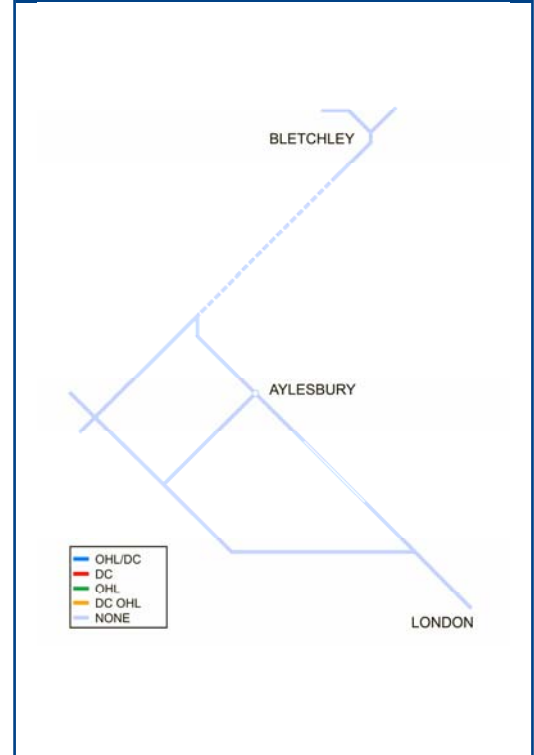 BLETCHLEY
AYLESBURY
OHL/DC
DC
OHL
DC OHL
NONE
LONDON